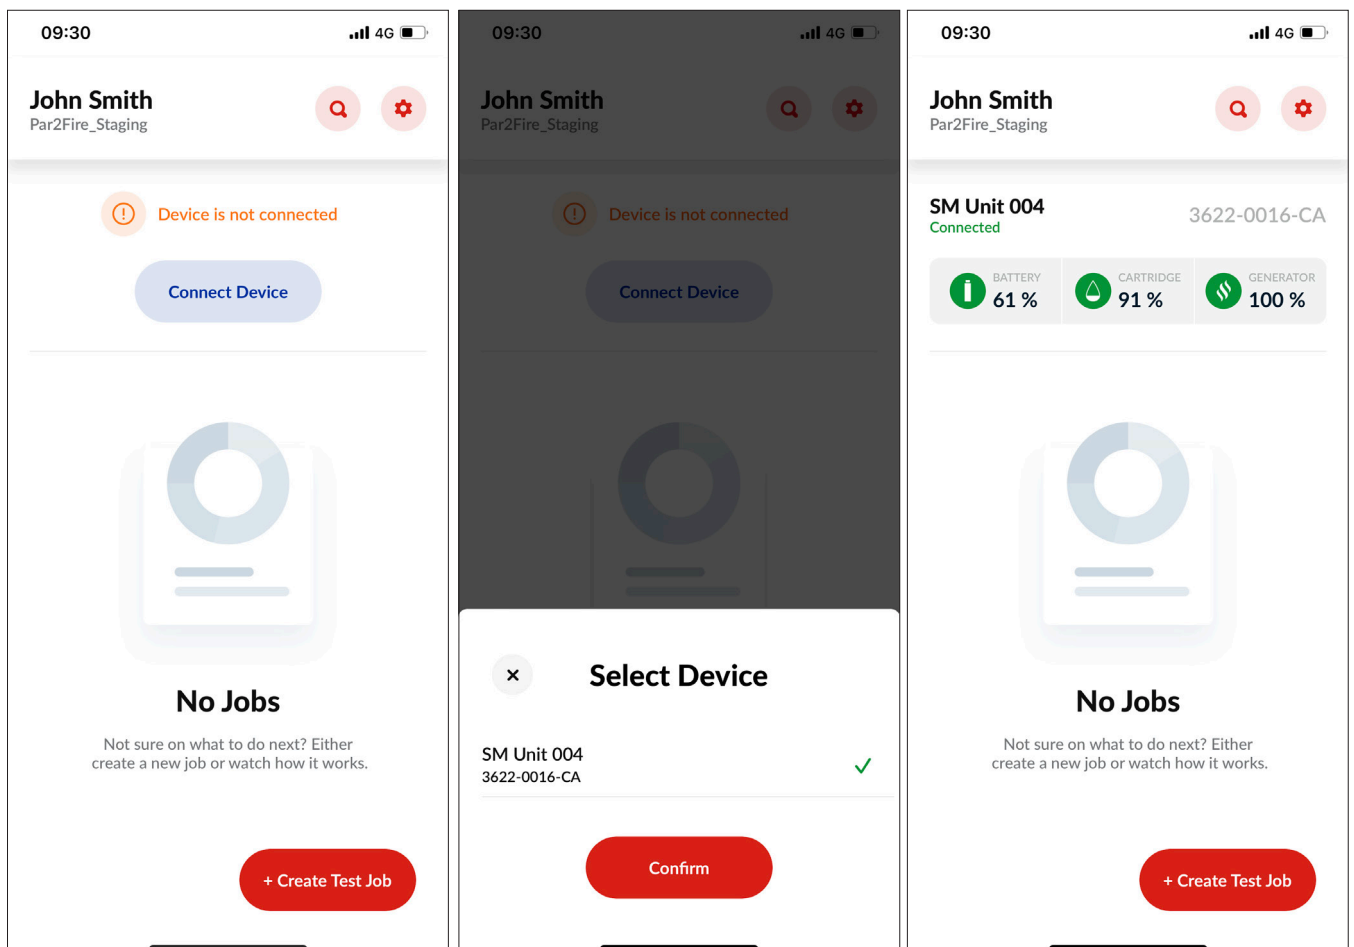 09:30
4G
John Smith
Par2Fire_Staging
Device is not connected
Connect Device
No Jobs
Not sure on what to do next? Either
create a new job or watch how it works.
+ Create Test Job
09:30
4G
John Smith
Par2Fire_Staging
Device is not connected
Connect Device
Select Device
SM Unit 004
3622-0016-CA
Confirm
09:30
4G
John Smith
Par2Fire_Staging
SM Unit 004
Connected
3622-0016-CA
BATTERY
61 %
CARTRIDGE
91 %
GENERATOR
100 %
No Jobs
Not sure on what to do next? Either
create a new job or watch how it works.
+ Create Test Job